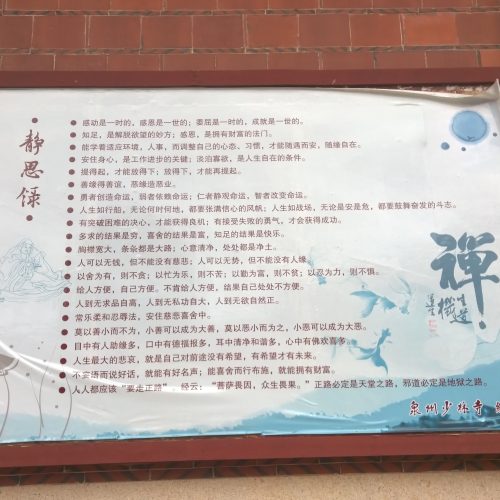 静思录
感动是一时的，感恩是一世的；委屈是一时的，成就是一世的。
知足，是解脱欲望的妙方；感恩，是拥有财富的法门。
能学着适应环境，人事，而调整自己的心态、习惯，才能随遇而安，随缘自在。
安住身心，是工作进步的关键；淡泊寡欲，是人生自在的条件。
提得起，才能放得下；放得下，才能再提起。
善缘得善谊，恶缘造恶业。
勇者创造命运，弱者依赖命运；仁者静观命运、智者改变命运。
人生如行船，无论何时何地，都要张满信心的风帆；人生如战场，无论是安是危，都要鼓舞奋发的斗志。
有突破困难的决心，才能获得良机；有接受失败的勇气，才会获得成功。
多求的结果是穷，喜舍的结果是富，知足的结果是快乐。
胸襟宽大，条条都是大路；心意清净，处处都是净土。
人可以无钱，但不能没有慈悲；人可以无势，但不能没有人缘。
以舍为有，则不贪；以忙为乐，则不苦；以勤为富，则不贫；以忍为力，则不惧。
给人方便，自己方便。不肯给人方便，结果自己处处不方便。
人到无求品自高，人到无私功自大，人到无欲自然正。
常乐柔和忍辱法，安住慈悲喜舍中。
莫以善小而不为，小善可以成为大善，莫以恶小而为之，小恶可以成为大恶。
目中有人助缘多，口中有德福报多，耳中清净和谐多，心中有佛欢喜多。
人生最大的悲哀，就是自己对前途没有希望，有希望才有未来。
不妄语而说好话，就能有好名声；能喜舍而行布施，就能拥有财富。
人人都应该“要走正路”，经云：“菩萨畏因，众生畏果。”正路必定是天堂之路，邪道必定是地狱之路。
禅
泉州少林寺